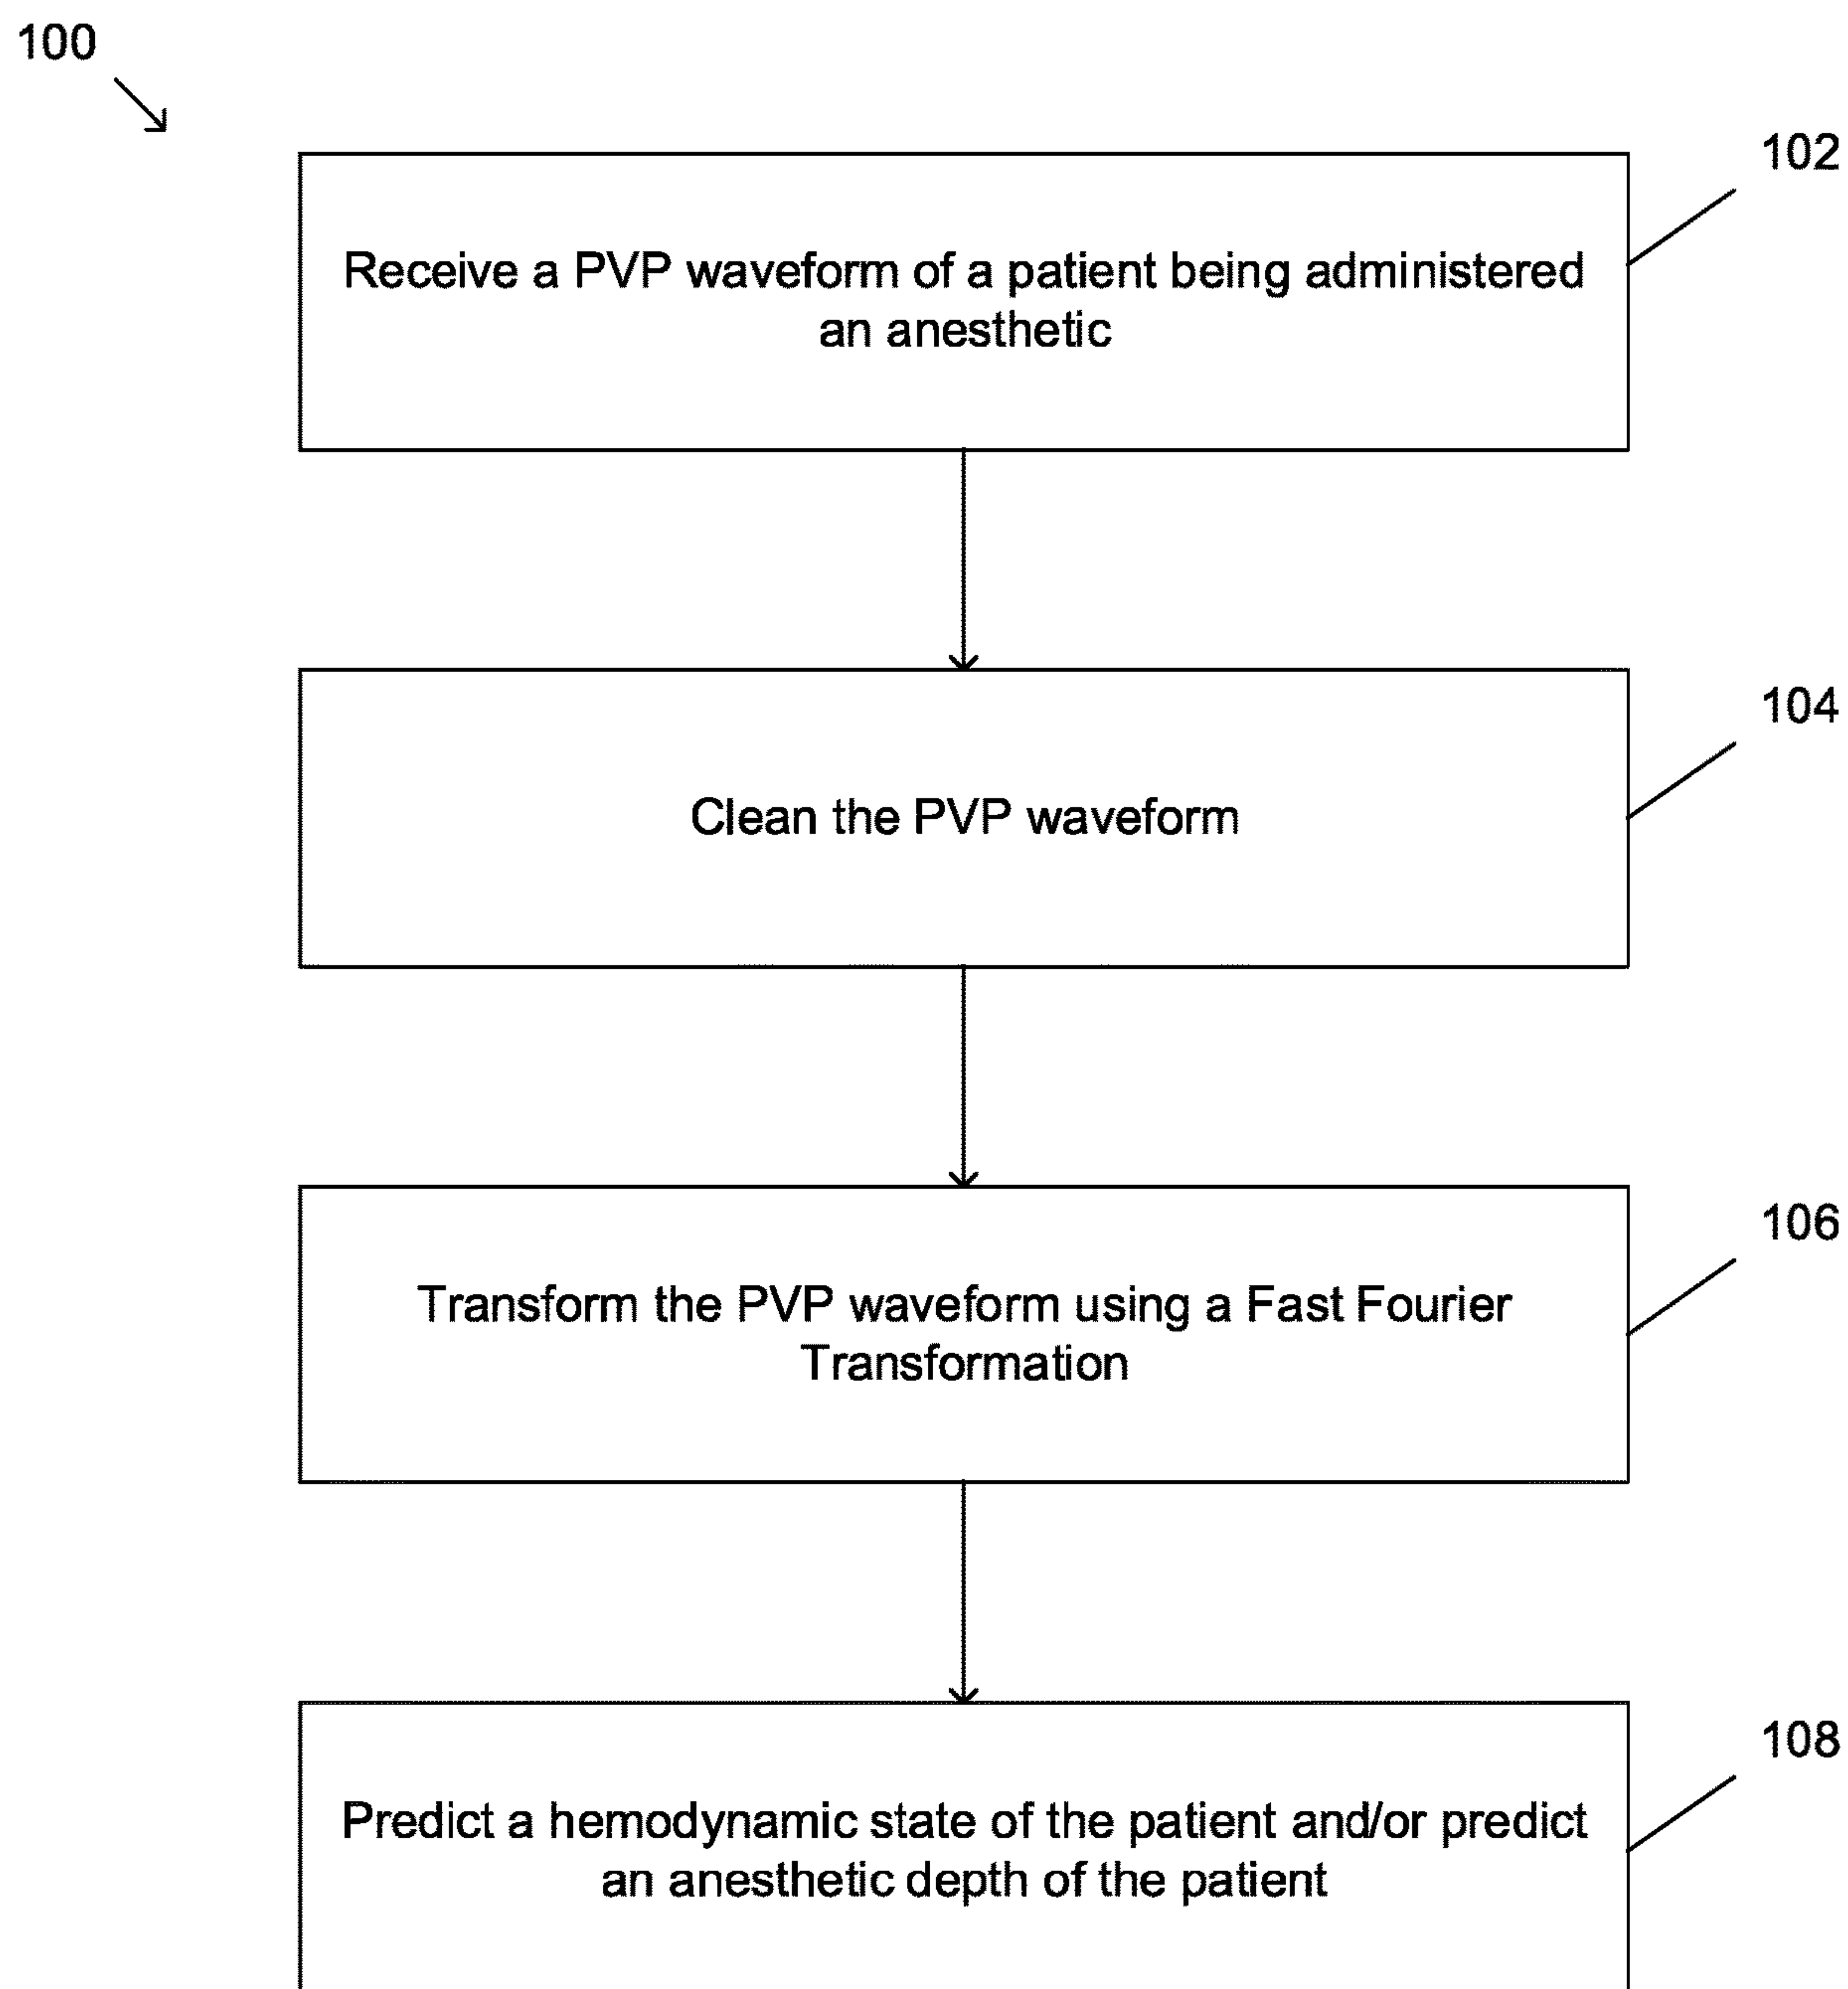 100
102
Receive a PVP waveform of a patient being administered
an anesthetic
104
Clean the PVP waveform
106
Transform the PVP waveform using a Fast Fourier
Transformation
108
Predict a hemodynamic state of the patient and/or predict
an anesthetic depth of the patient